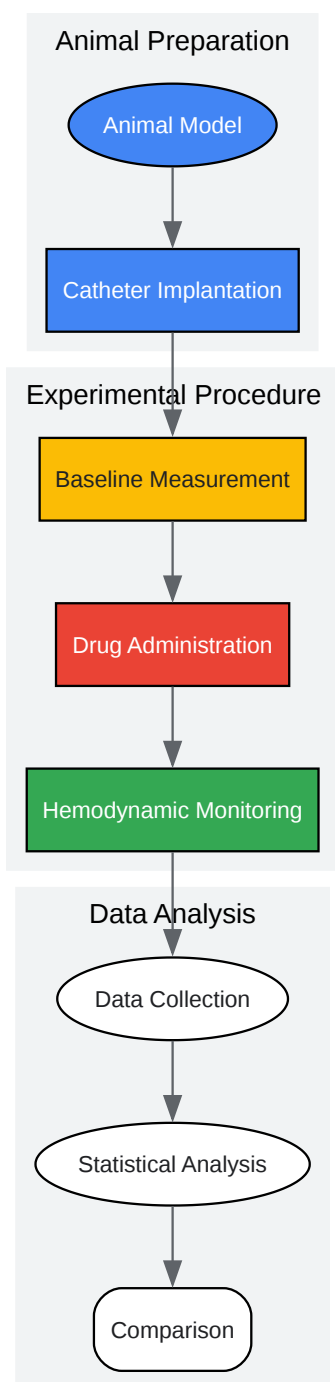 Animal Preparation
Animal Model
Catheter Implantation
Experimental Procedure
Baseline Measurement
Drug Administration
Hemodynamic Monitoring
Data Analysis
Data Collection
Statistical Analysis
Comparison